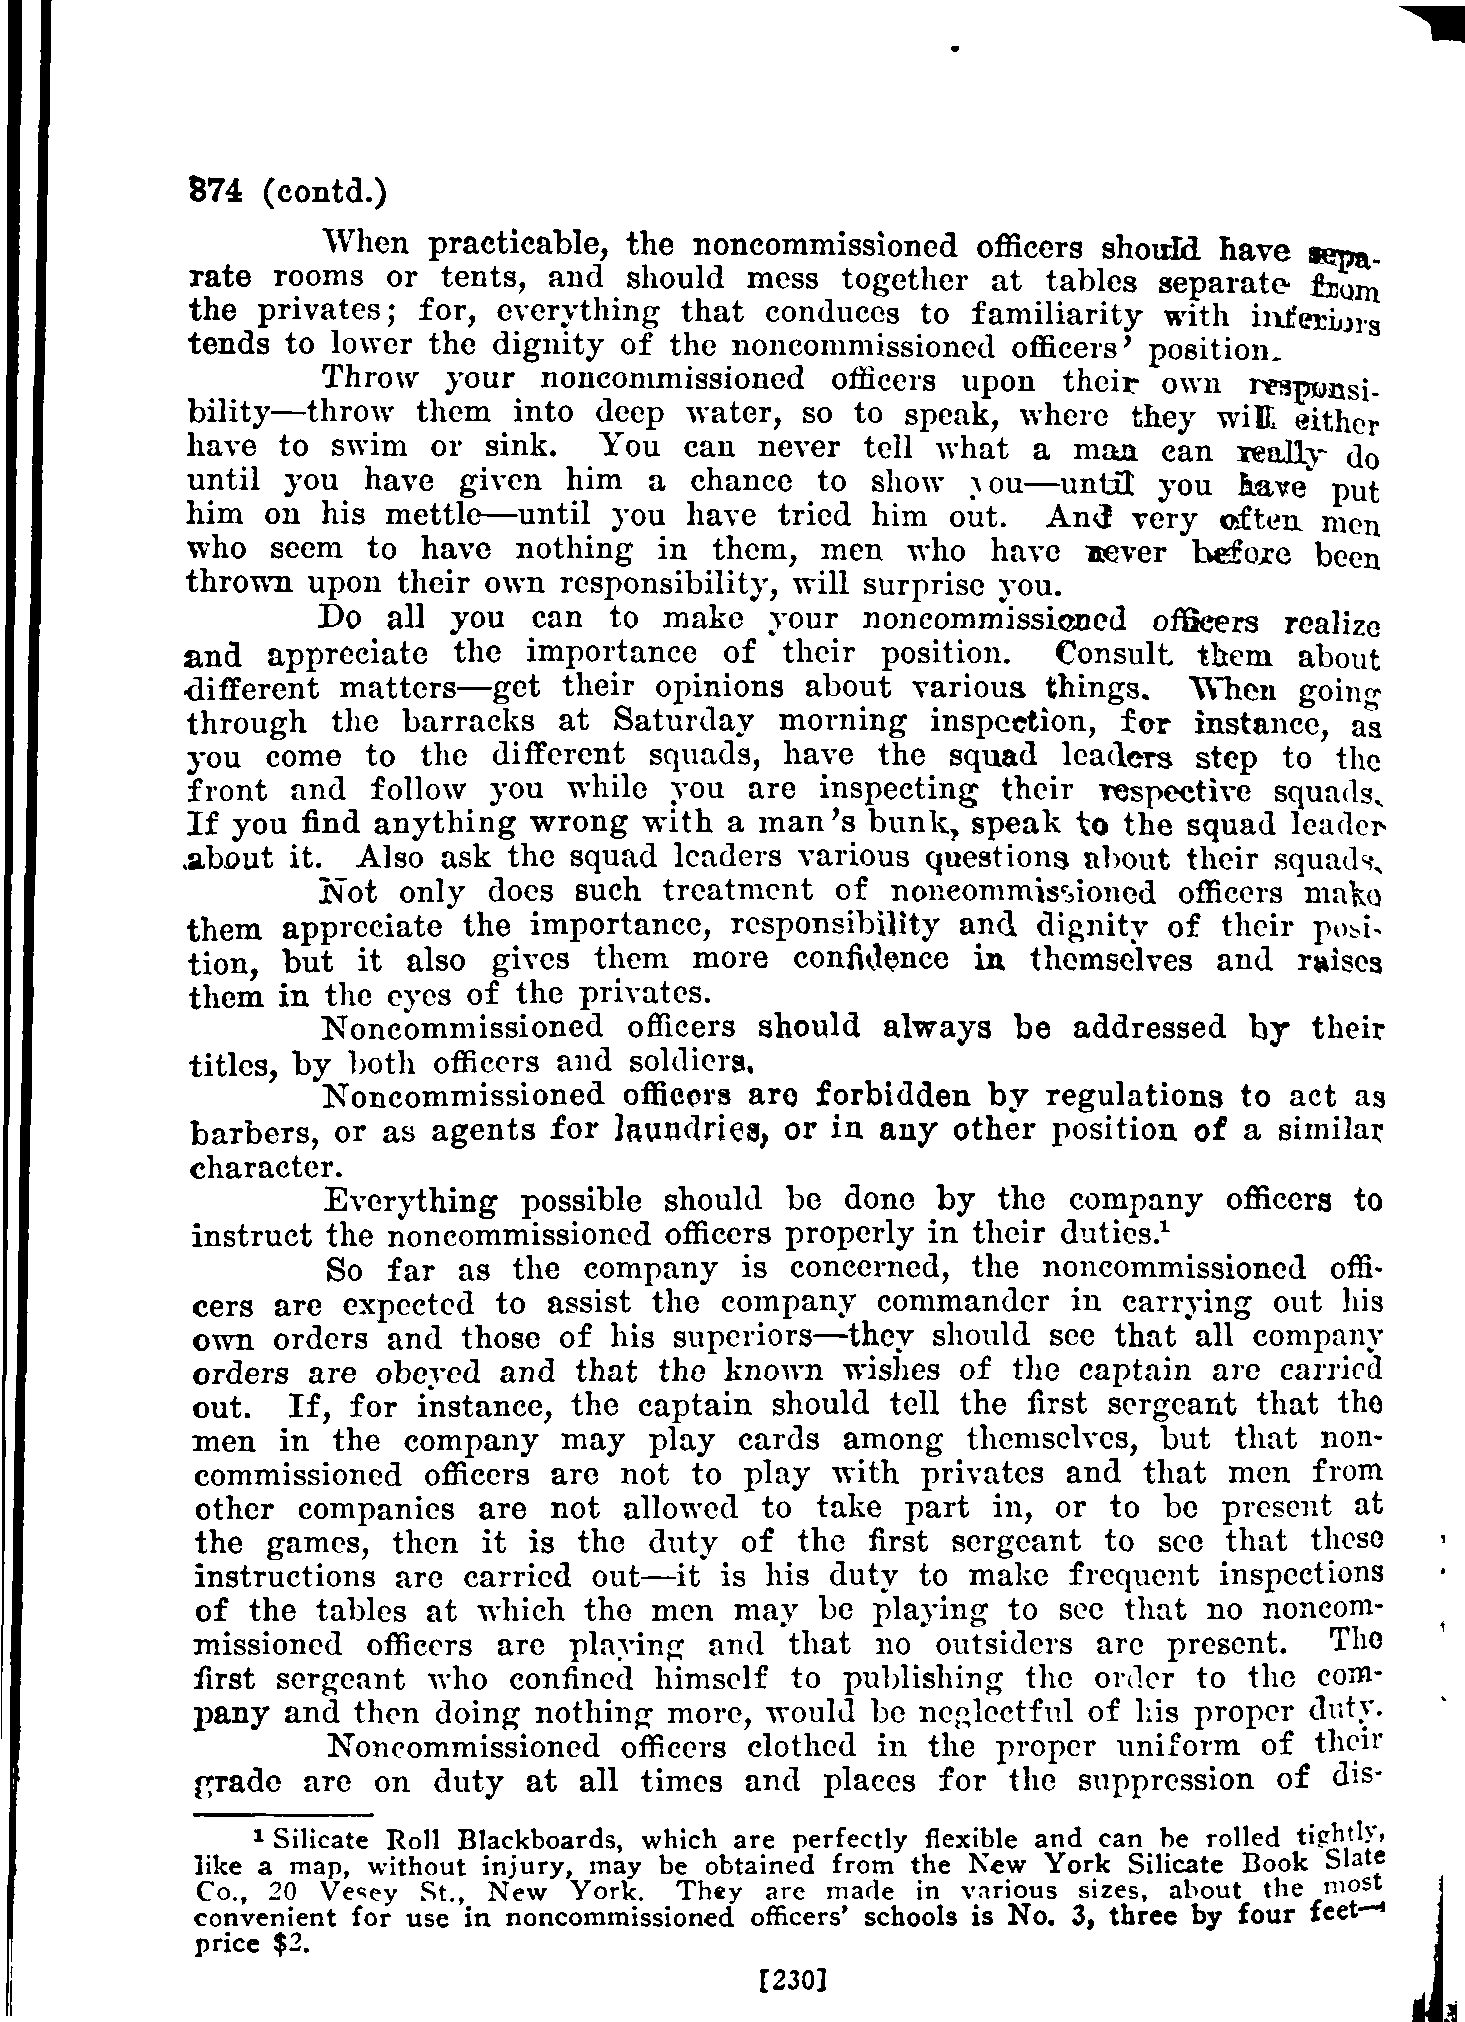 874 (contd.)
When practicable, the noncommissioned officers should have sepa-
rate rooms or tents, and should mess together at tables separate from
the privates; for, everything that conduces to familiarity with inferiors
tends to lower the dignity of the noncommissioned officers' position.
Throw your noncommissioned officers upon their own responsi-
bility—throw them into deep water, so to speak, where they will either
have to swim or sink. You can never tell what a man can really do
until you have given him a chance to show you—until you have put
him on his mettle—until you have tried him out. And very often men
who seem to have nothing in them, men who have never before been
thrown upon their own responsibility, will surprise you.
Do all you can to make your noncommissioned officers realize
and appreciate the importance of their position. Consult them about
different matters—get their opinions about various things. When going
through the barracks at Saturday morning inspection, for instance, as
you come to the different squads, have the squad leaders step to the
front and follow you while you are inspecting their respective squads.
If you find anything wrong with a man's bunk, speak to the squad leader
about it. Also ask the squad leaders various questions about their squads.
Not only does such treatment of noncommissioned officers make
them appreciate the importance, responsibility and dignity of their posi-
tion, but it also gives them more confidence in themselves and raises
them in the eyes of the privates.
Noncommissioned officers should always be addressed by their
titles, by both officers and soldiers.
Noncommissioned officers are forbidden by regulations to act as
barbers, or as agents for laundries, or in any other position of a similar
character.
Everything possible should be done by the company officers to
instruct the noncommissioned officers properly in their duties.¹
So far as the company is concerned, the noncommissioned offi-
cers are expected to assist the company commander in carrying out his
own orders and those of his superiors—they should see that all company
orders are obeyed and that the known wishes of the captain are carried
out. If, for instance, the captain should tell the first sergeant that the
men in the company may play cards among themselves, but that non-
commissioned officers are not to play with privates and that men from
other companies are not allowed to take part in, or to be present at
the games, then it is the duty of the first sergeant to see that these
instructions are carried out—it is his duty to make frequent inspections
of the tables at which the men may be playing to see that no noncom-
missioned officers are playing and that no outsiders are present. The
first sergeant who confined himself to publishing the order to the com-
pany and then doing nothing more, would be neglectful of his proper duty.
Noncommissioned officers clothed in the proper uniform of their
grade are on duty at all times and places for the suppression of dis-
¹ Silicate Roll Blackboards, which are perfectly flexible and can be rolled tightly,
like a map, without injury, may be obtained from the New York Silicate Book Slate
Co., 20 Vesey St., New York. They are made in various sizes, about the most
convenient for use in noncommissioned officers' schools is No. 3, three by four feet—
price $2.
[230]